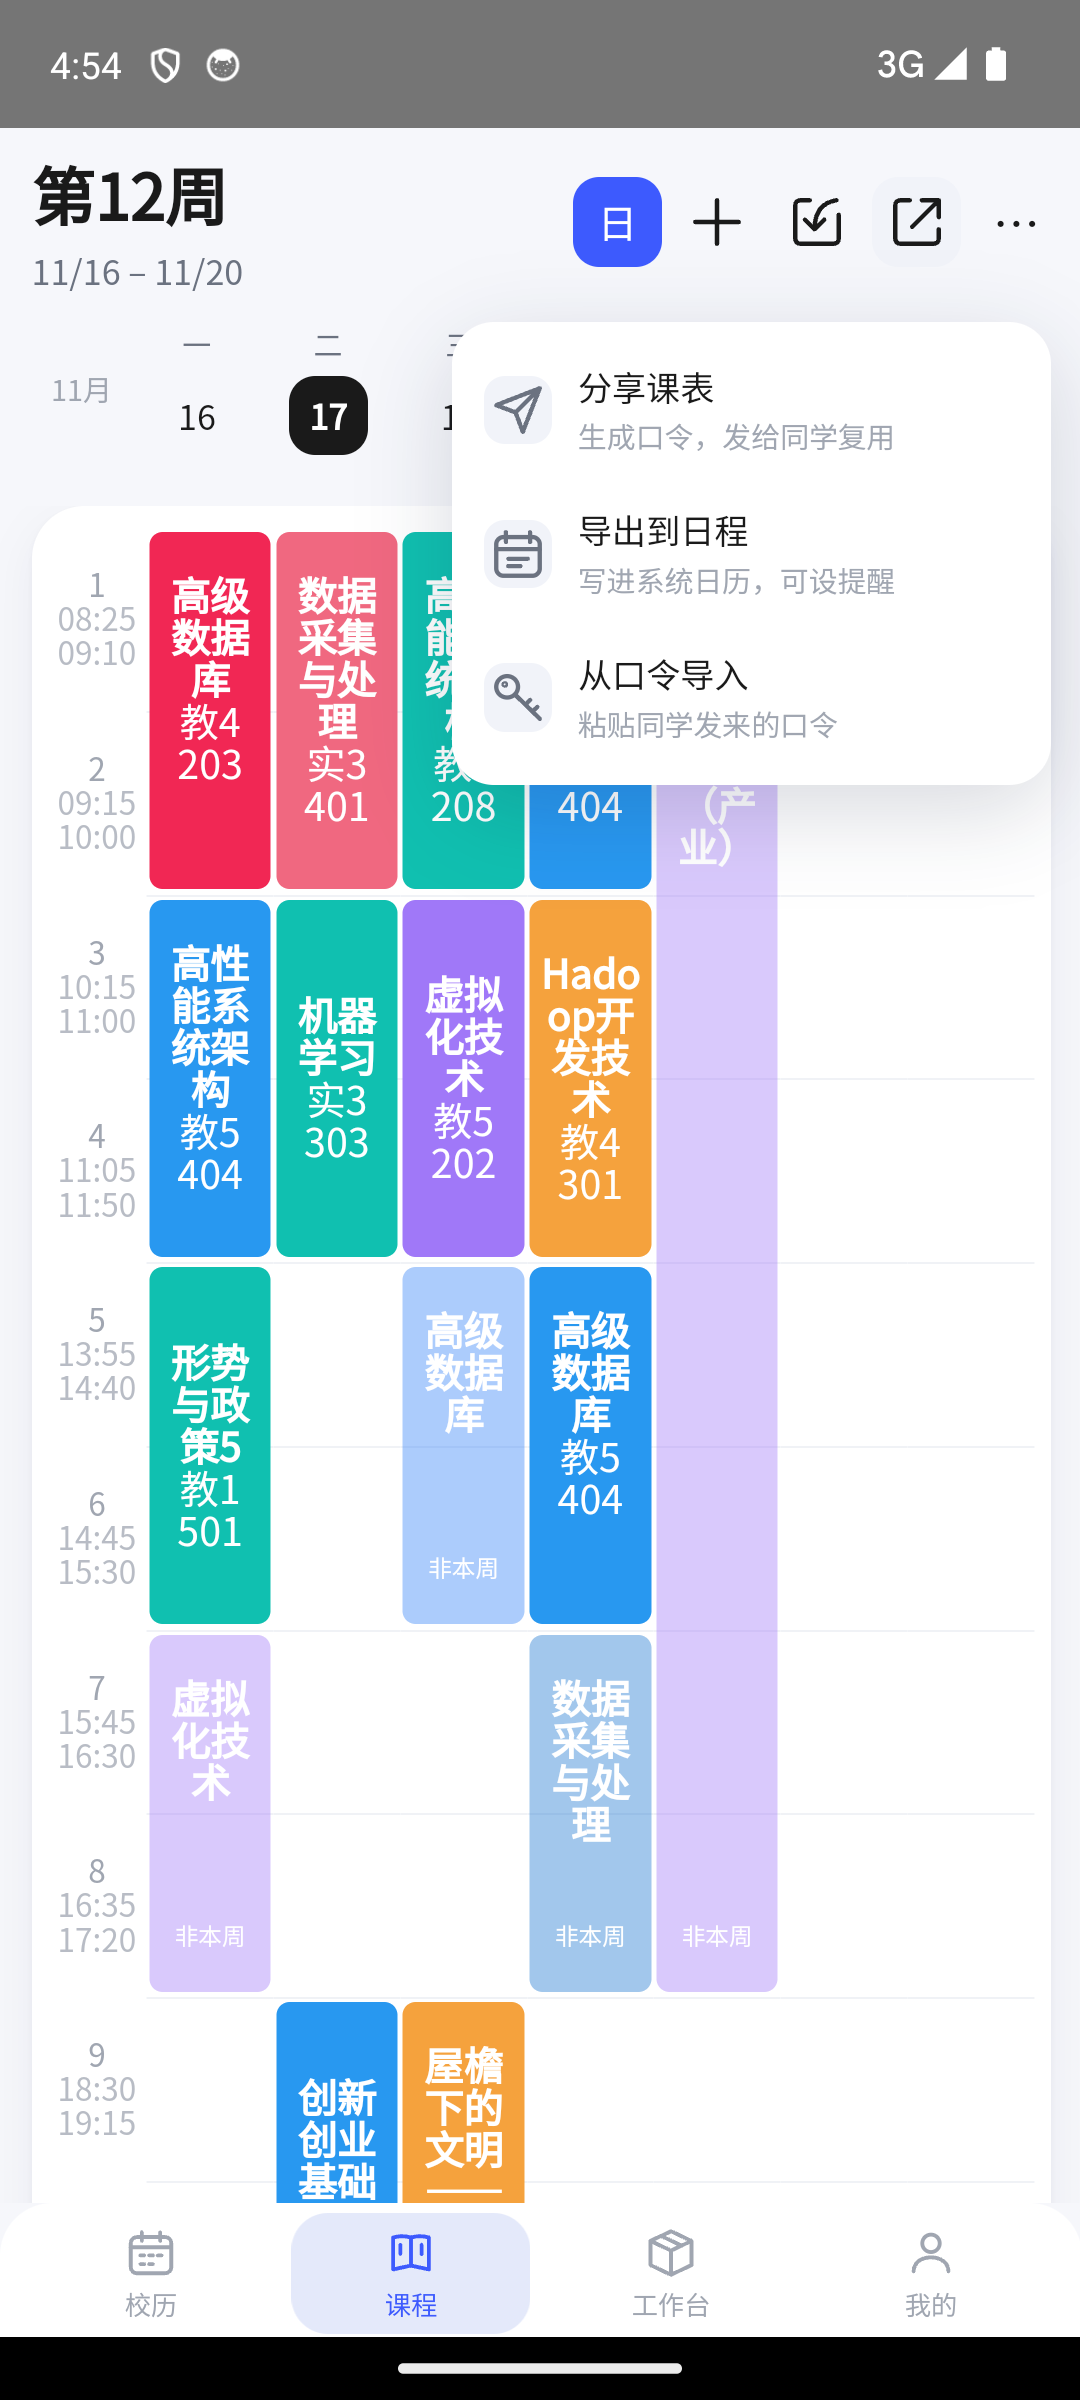 4:54
3G
第12周
11/16 – 11/20
日
一
二
11月
16
17
分享课表
生成口令，发给同学复用
导出到日程
写进系统日历，可设提醒
从口令导入
粘贴同学发来的口令
1
08:25
09:10
高级
数据
库
教4
203
数据
采集
与处
理
实3
401
208
404
（产
业）
2
09:15
10:00
3
10:15
11:00
高性
能系
统架
构
教5
404
机器
学习
实3
303
虚拟
化技
术
教5
202
Hado
op开
发技
术
教4
301
4
11:05
11:50
5
13:55
14:40
形势
与政
策5
教1
501
高级
数据
库
非本周
高级
数据
库
教5
404
6
14:45
15:30
7
15:45
16:30
虚拟
化技
术
非本周
数据
采集
与处
理
非本周
非本周
8
16:35
17:20
9
18:30
19:15
创新
创业
基础
屋檐
下的
文明
校历
课程
工作台
我的